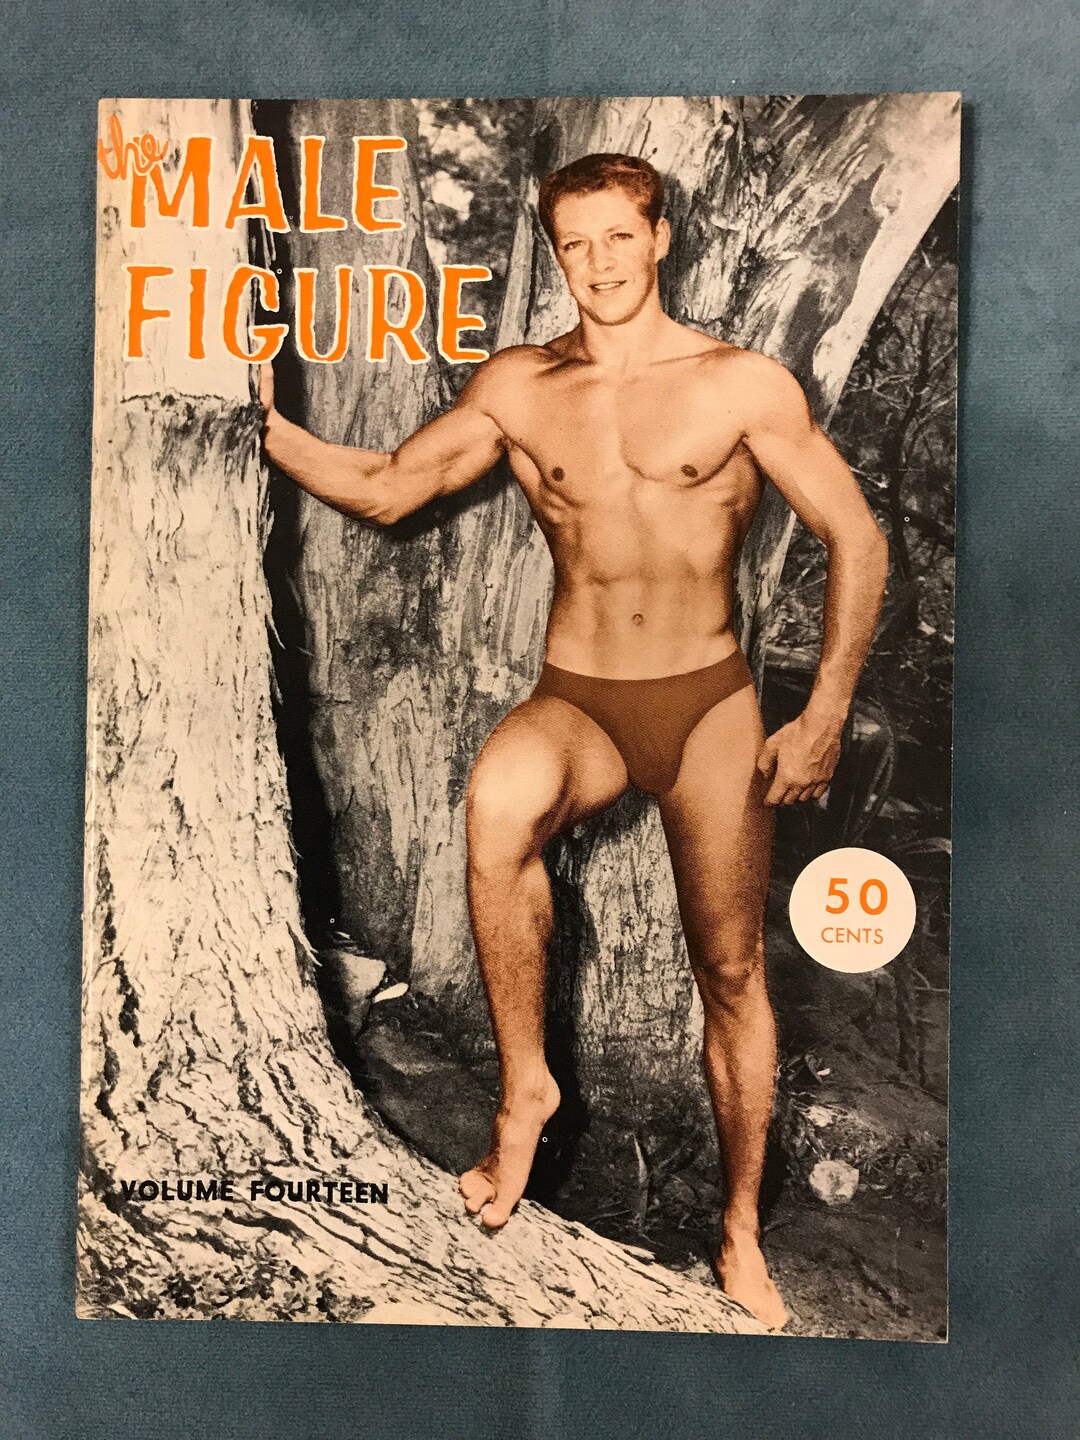 the
MALE
FIGURE
50
CENTS
VOLUME FOURTEEN